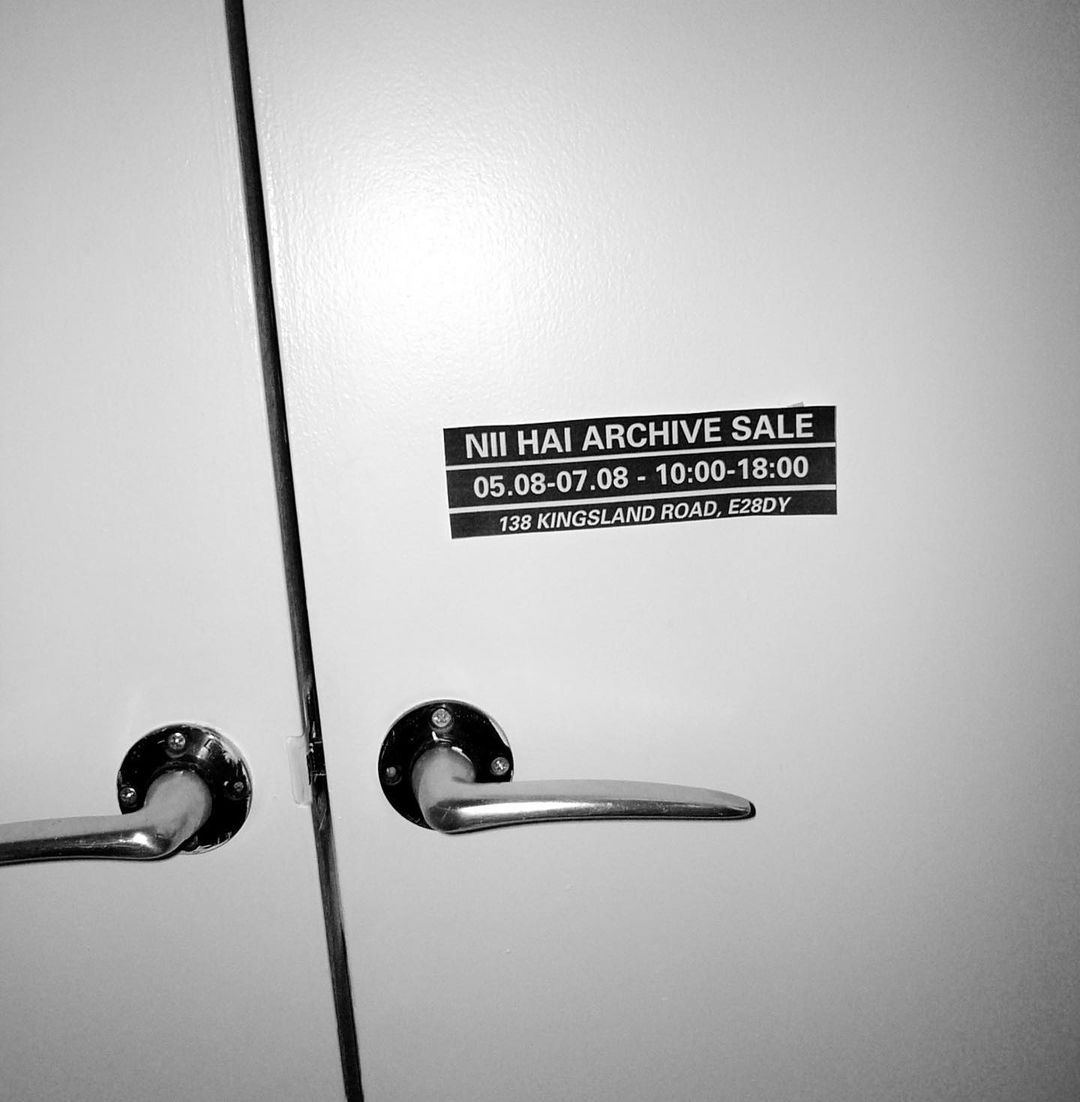 NII HAI ARCHIVE SALE
05.08-07.08 - 10:00-18:00
138 KINGSLAND ROAD, E28DY